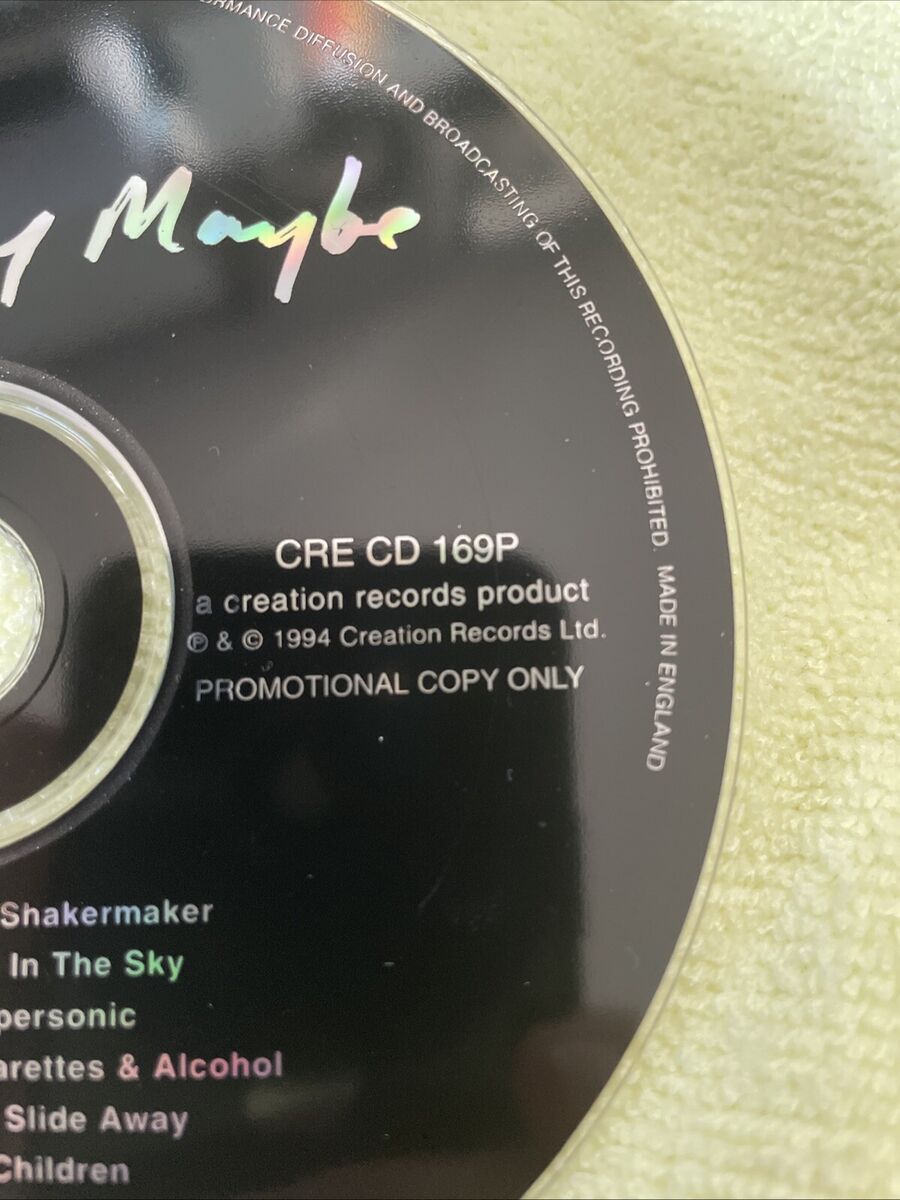 ORMANCE DIFFUSION AND BROADCASTING OF THIS RECORDING PROHIBITED. MADE IN ENGLAND
y Maybe
CRE CD 169P
a creation records product
℗ & © 1994 Creation Records Ltd.
PROMOTIONAL COPY ONLY
Shakermaker
In The Sky
personic
arettes & Alcohol
Slide Away
Children